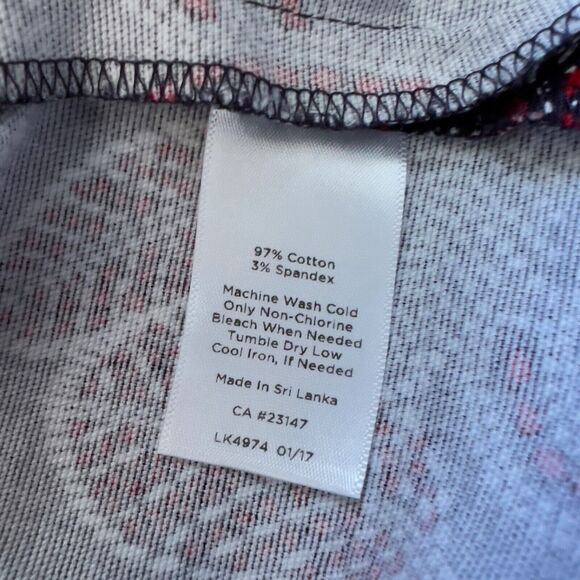 97% Cotton
3% Spandex
Machine Wash Cold
Only Non-Chlorine
Bleach When Needed
Tumble Dry Low
Cool Iron, If Needed
Made In Sri Lanka
CA #23147
LK4974 01/17